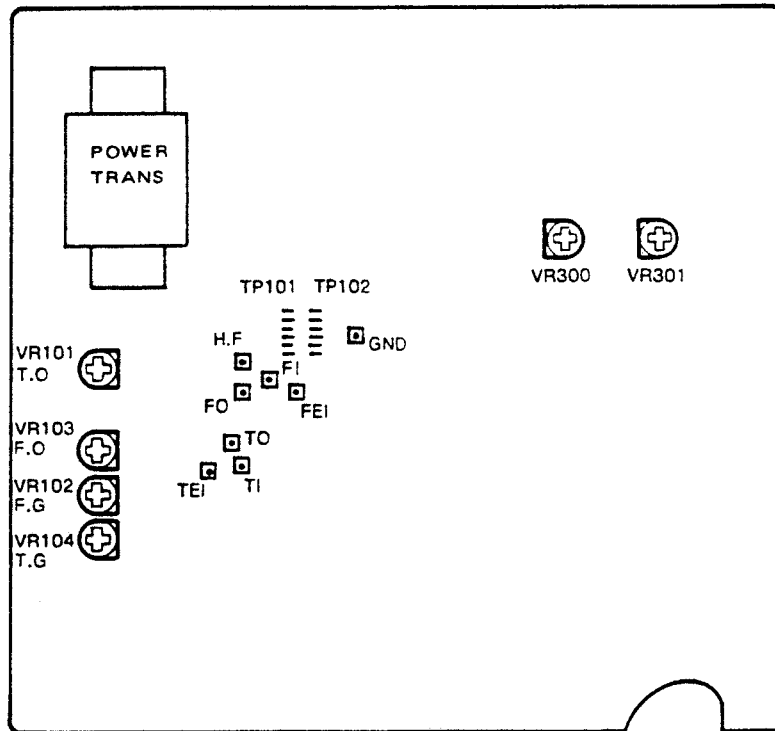 POWER
TRANS
VR300
VR301
TP101
TP102
GND
H.F
FI
FO
FEI
VR101
T.O
VR103
F.O
VR102
F.G
VR104
T.G
TO
TEI
TI